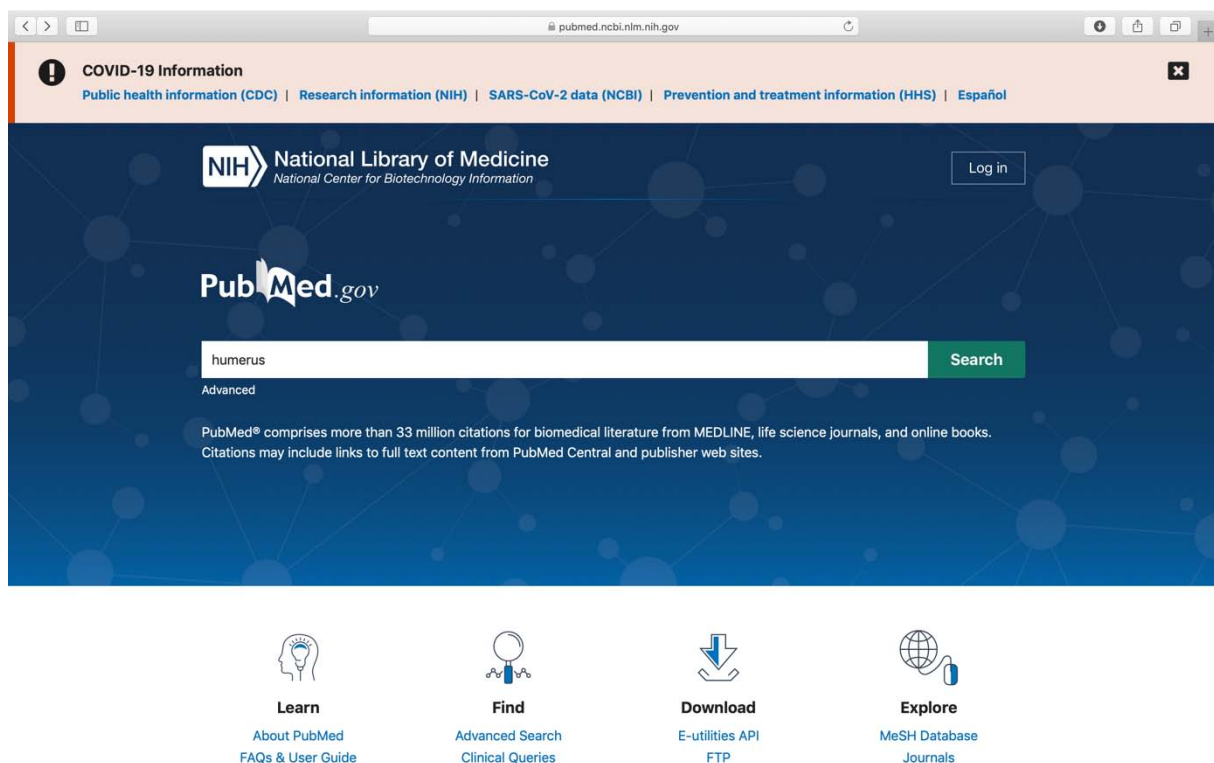 pubmed.ncbi.nlm.nih.gov
COVID-19 Information
Public health information (CDC) | Research information (NIH) | SARS-CoV-2 data (NCBI) | Prevention and treatment information (HHS) | Español
NIH National Library of Medicine
National Center for Biotechnology Information
Log in
PubMed.gov
humerus
Search
Advanced
PubMed® comprises more than 33 million citations for biomedical literature from MEDLINE, life science journals, and online books.
Citations may include links to full text content from PubMed Central and publisher web sites.
Learn
About PubMed
FAQs & User Guide
Find
Advanced Search
Clinical Queries
Download
E-utilities API
FTP
Explore
MeSH Database
Journals